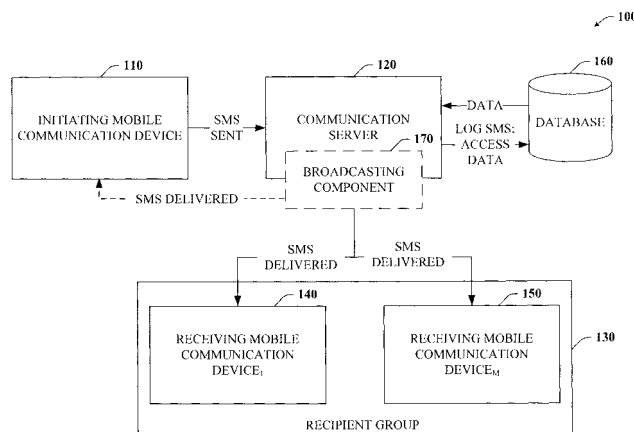 100
110
120
160
INITIATING MOBILE
COMMUNICATION DEVICE
SMS
SENT
COMMUNICATION
SERVER
170
BROADCASTING
COMPONENT
DATA
LOG SMS;
ACCESS
DATA
DATABASE
SMS DELIVERED
SMS
DELIVERED
SMS
DELIVERED
140
150
RECEIVING MOBILE
COMMUNICATION
DEVICE1
RECEIVING MOBILE
COMMUNICATION
DEVICEM
130
RECIPIENT GROUP